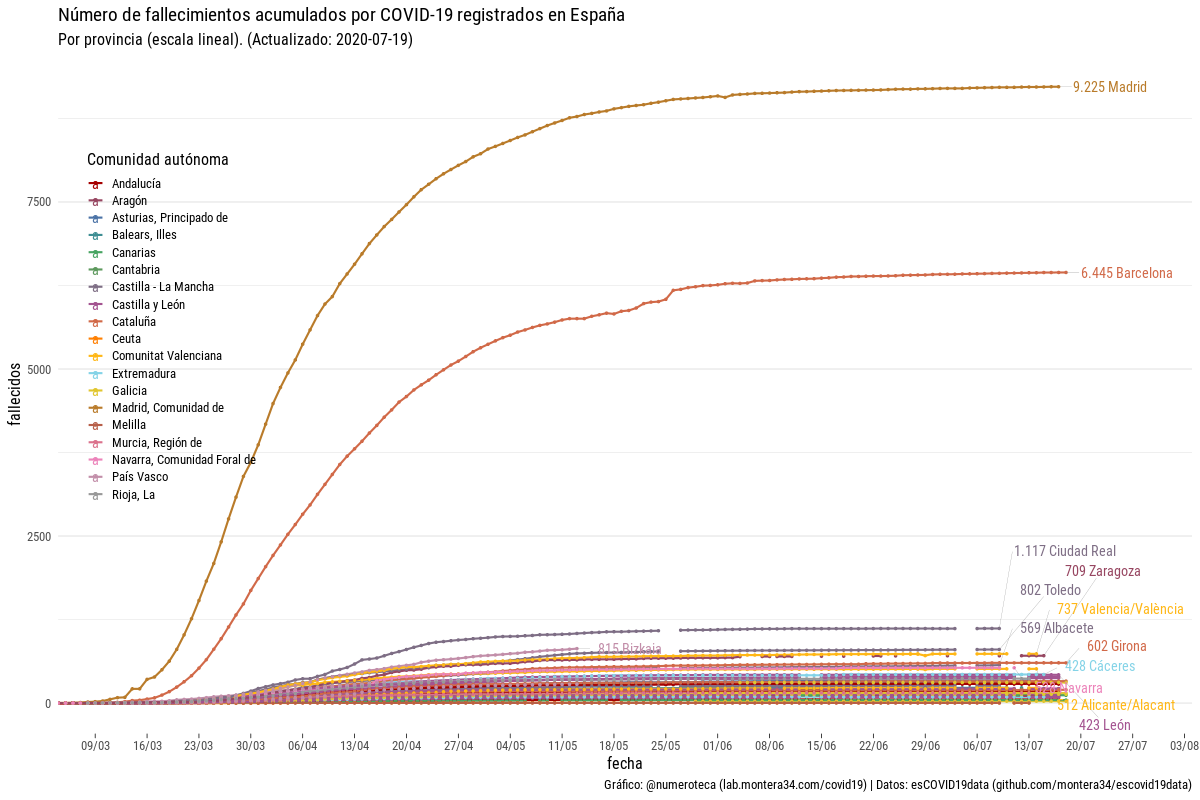 Número de fallecimientos acumulados por COVID-19 registrados en España
Por provincia (escala lineal). (Actualizado: 2020-07-19)
9.225 Madrid
Comunidad autónoma
Andalucía
Aragón
Asturias, Principado de
Balears, Illes
Canarias
Cantabria
Castilla - La Mancha
Castilla y León
Cataluña
Ceuta
Comunitat Valenciana
Extremadura
Galicia
Madrid, Comunidad de
Melilla
Murcia, Región de
Navarra, Comunidad Foral de
País Vasco
Rioja, La
7500
5000
2500
0
fallecidos
6.445 Barcelona
1.117 Ciudad Real
709 Zaragoza
802 Toledo
737 Valencia/València
569 Albacete
602 Girona
815 Bizkaia
428 Cáceres
Navarra
512 Alicante/Alacant
423 León
09/03 16/03 23/03 30/03 06/04 13/04 20/04 27/04 04/05 11/05 18/05 25/05 01/06 08/06 15/06 22/06 29/06 06/07 13/07 20/07 27/07 03/08
fecha
Gráfico: @numeroteca (lab.montera34.com/covid19) | Datos: esCOVID19data (github.com/montera34/escovid19data)